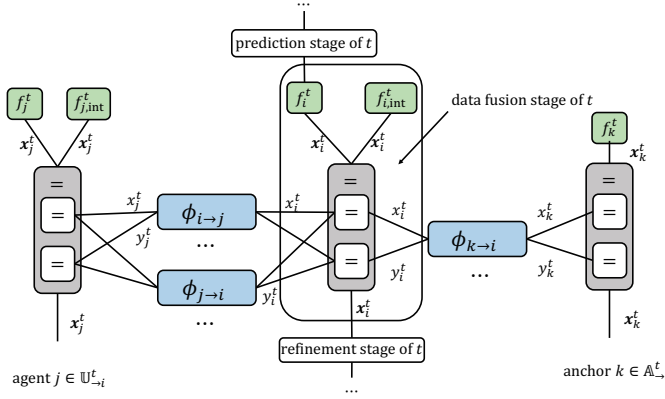 ...
prediction stage of t
f_j^t f_{j,int}^t f_i^t f_{i,int}^t data fusion stage of t f_k^t
x_j^t x_j^t x_i^t x_i^t x_k^t
= = =
= x_j^t ϕ_{i→j} x_i^t = x_i^t x_k^t =
y_j^t ... ϕ_{k→i}
= ϕ_{j→i} y_i^t = y_i^t ... y_k^t =
x_j^t ... x_i^t x_k^t
refinement stage of t
agent j ∈ 𝕌_{→i}^t anchor k ∈ 𝔸_→^t
...